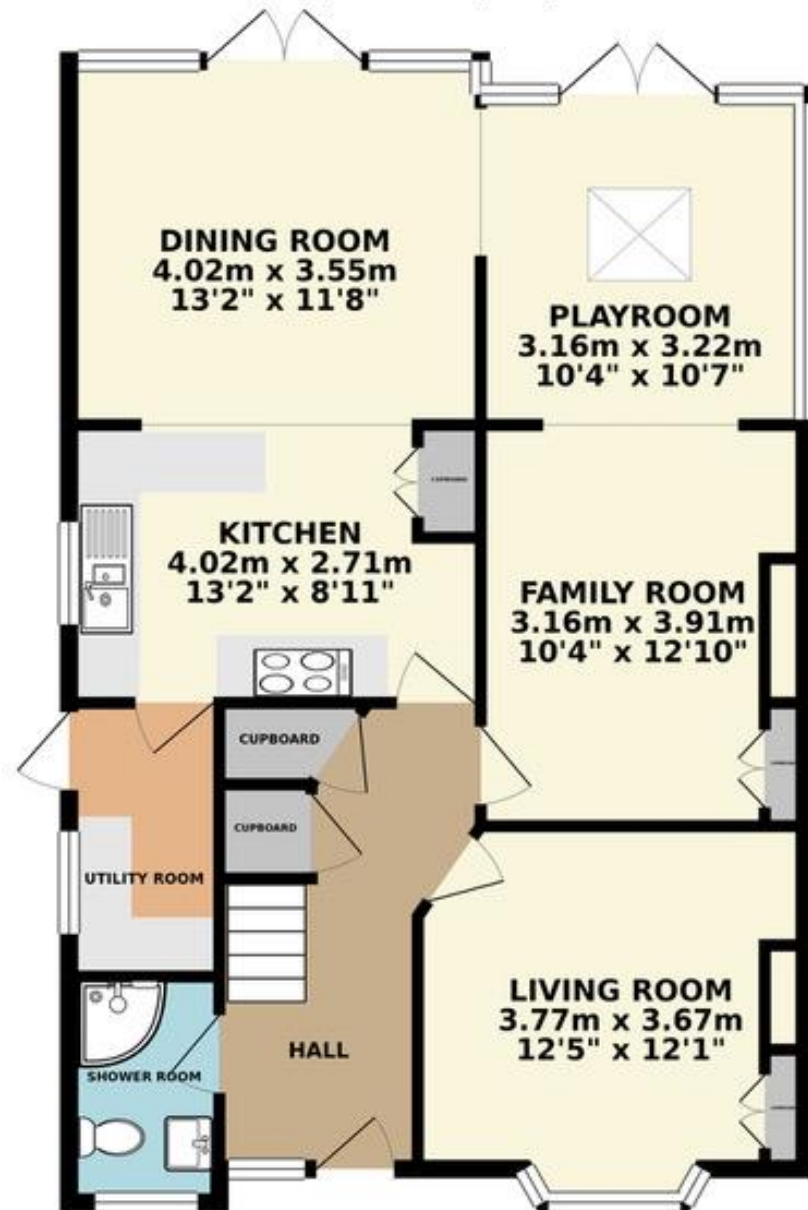 DINING ROOM
4.02m x 3.55m
13'2" x 11'8"
PLAYROOM
3.16m x 3.22m
10'4" x 10'7"
CUPBOARD
KITCHEN
4.02m x 2.71m
13'2" x 8'11"
FAMILY ROOM
3.16m x 3.91m
10'4" x 12'10"
CUPBOARD
CUPBOARD
UTILITY ROOM
LIVING ROOM
3.77m x 3.67m
12'5" x 12'1"
HALL
SHOWER ROOM